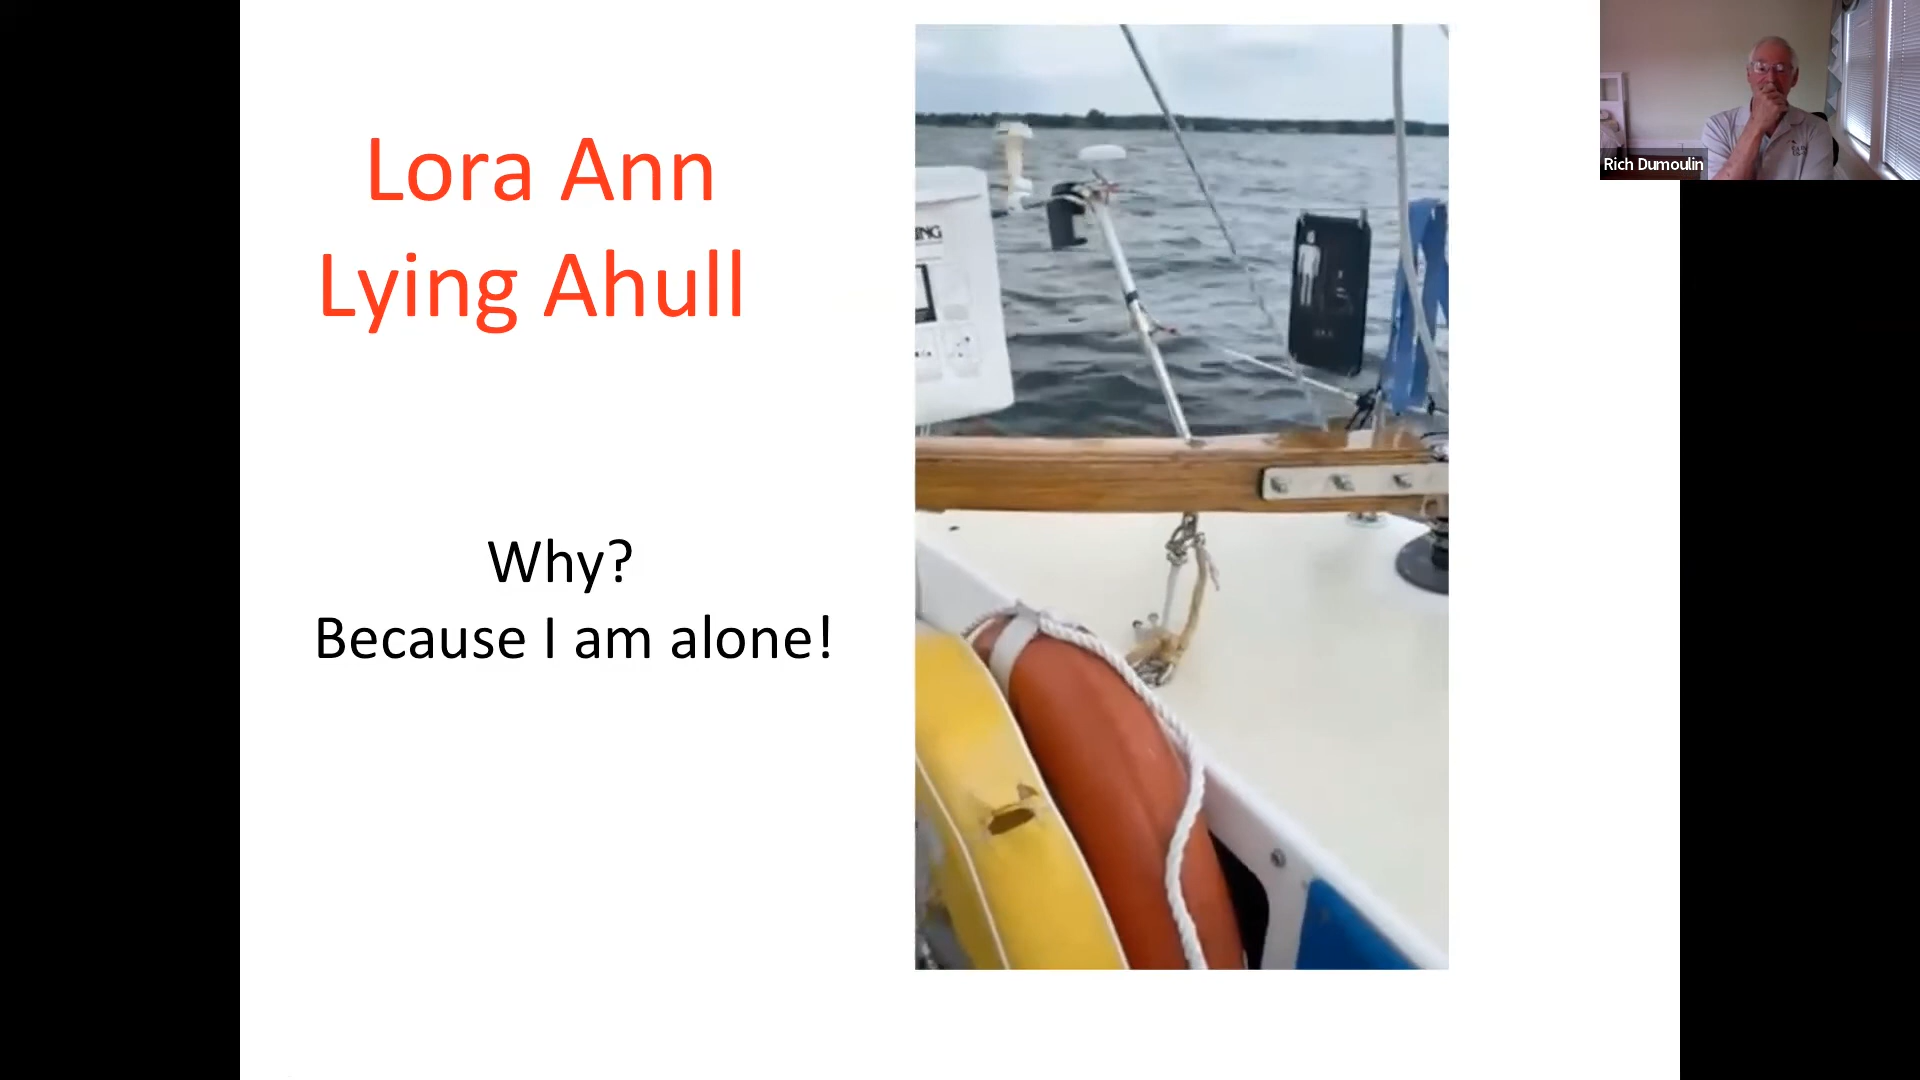 Lora Ann
Lying Ahull
Why?
Because I am alone!
Rich Dumoulin